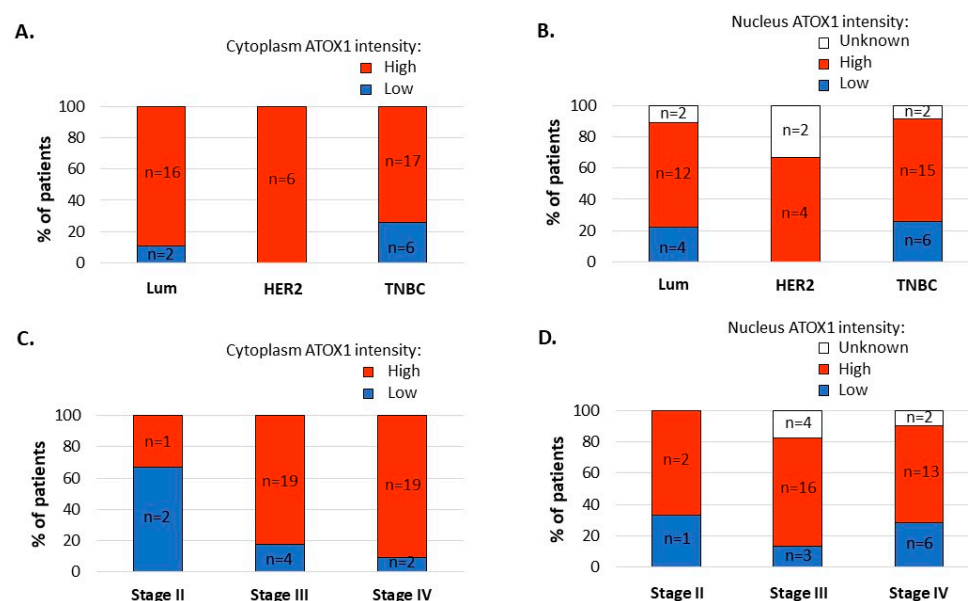 A.
Cytoplasm ATOX1 intensity:
High
Low
% of patients
100
80
60
40
20
0
n=16
n=2
n=6
n=17
n=6
Lum HER2 TNBC
B.
Nucleus ATOX1 intensity:
Unknown
High
Low
% of patients
100
80
60
40
20
0
n=2
n=12
n=4
n=2
n=4
n=2
n=15
n=6
Lum HER2 TNBC
C.
Cytoplasm ATOX1 intensity:
High
Low
% of patients
100
80
60
40
20
0
n=1
n=2
n=19
n=4
n=19
n=2
Stage II Stage III Stage IV
D.
Nucleus ATOX1 intensity:
Unknown
High
Low
% of patients
100
80
60
40
20
0
n=2
n=1
n=4
n=16
n=3
n=2
n=13
n=6
Stage II Stage III Stage IV